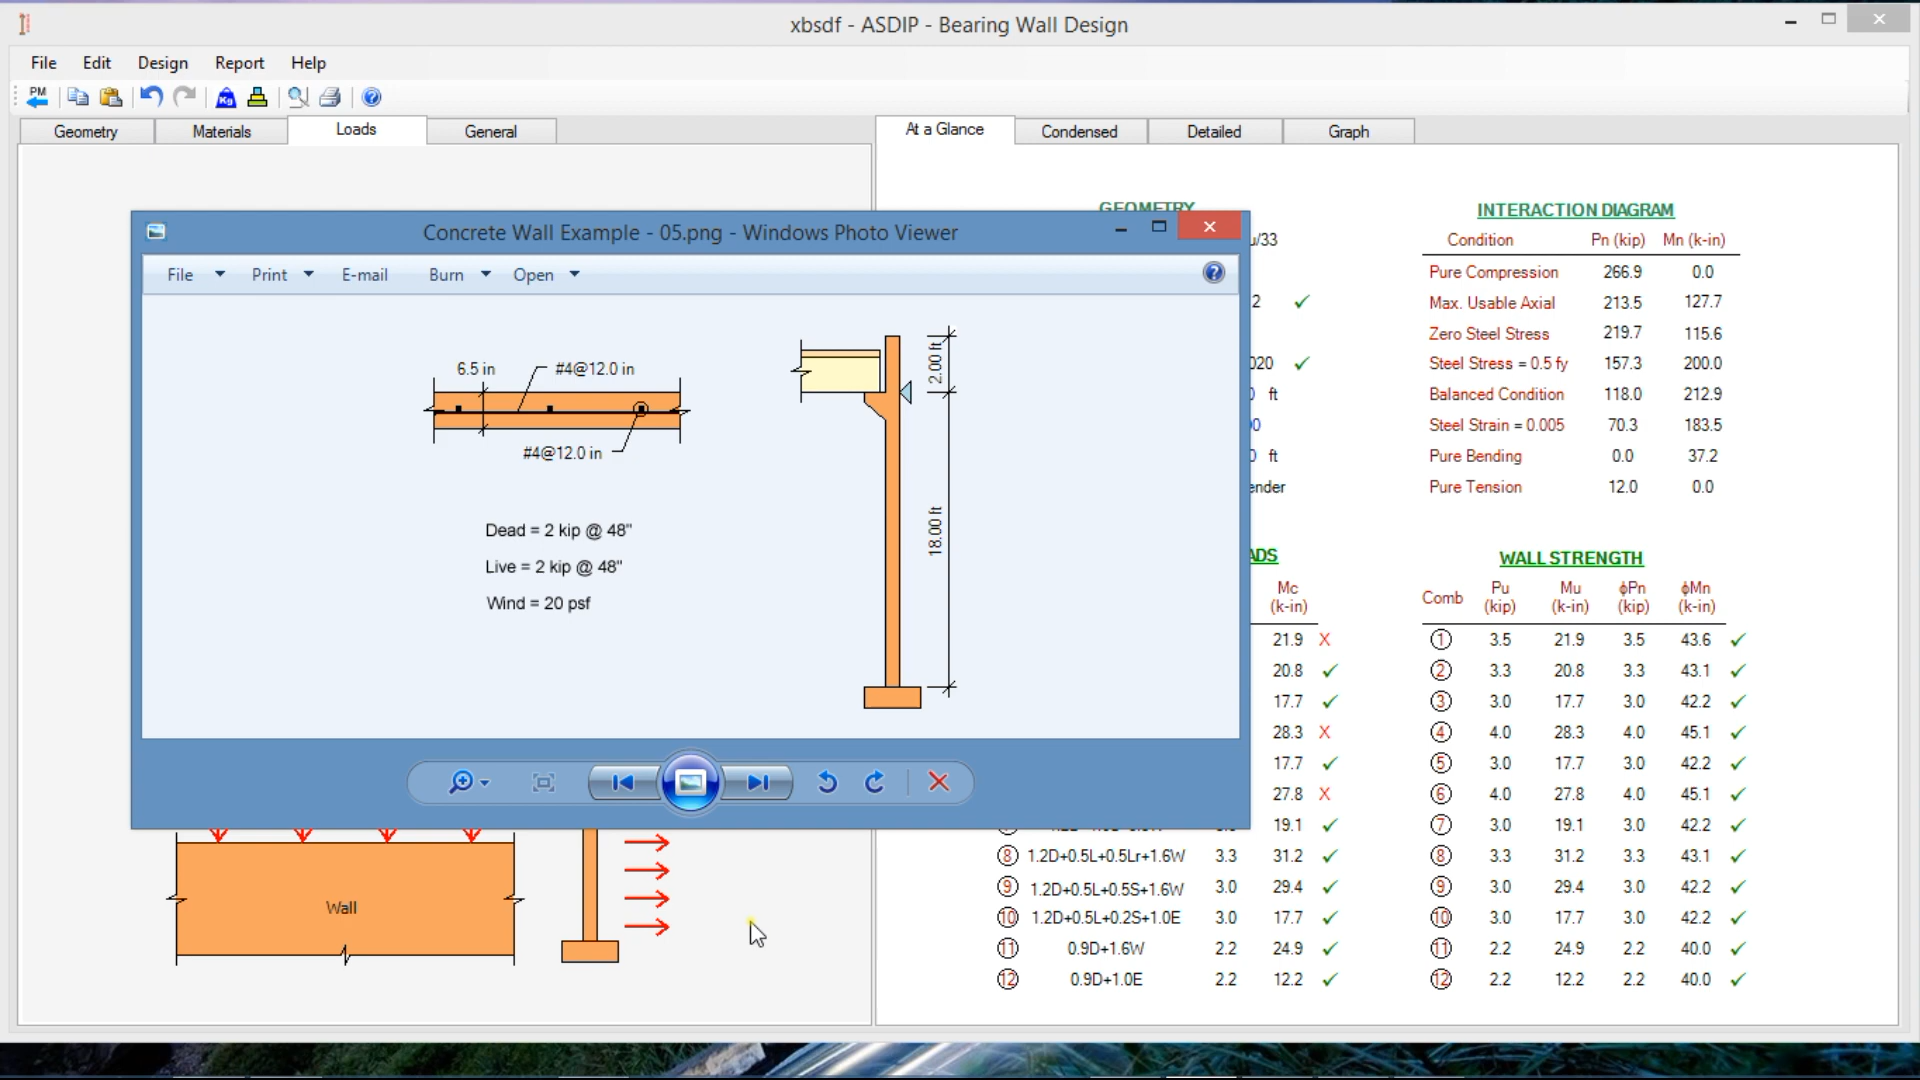 xbsdf - ASDIP - Bearing Wall Design
File Edit Design Report Help
PM Kg ?
Geometry Materials Loads General
At a Glance Condensed Detailed Graph
Concrete Wall Example - 05.png - Windows Photo Viewer
File Print E-mail Burn Open
6.5 in #4@12.0 in
#4@12.0 in
Dead = 2 kip @ 48"
Live = 2 kip @ 48"
Wind = 20 psf
2.00 ft
18.00 ft
Wall
GEOMETRY
u/33
2 ✓
020 ✓
ft
ft
ender
INTERACTION DIAGRAM
Condition Pn (kip) Mn (k-in)
Pure Compression 266.9 0.0
Max. Usable Axial 213.5 127.7
Zero Steel Stress 219.7 115.6
Steel Stress = 0.5 fy 157.3 200.0
Balanced Condition 118.0 212.9
Steel Strain = 0.005 70.3 183.5
Pure Bending 0.0 37.2
Pure Tension 12.0 0.0
ADS
Mc
(k-in)
21.9 X
20.8 ✓
17.7 ✓
28.3 X
17.7 ✓
27.8 X
19.1 ✓
8 1.2D+0.5L+0.5Lr+1.6W 3.3 31.2 ✓
9 1.2D+0.5L+0.5S+1.6W 3.0 29.4 ✓
10 1.2D+0.5L+0.2S+1.0E 3.0 17.7 ✓
11 0.9D+1.6W 2.2 24.9 ✓
12 0.9D+1.0E 2.2 12.2 ✓
WALL STRENGTH
Comb Pu (kip) Mu (k-in) ϕPn (kip) ϕMn (k-in)
1 3.5 21.9 3.5 43.6 ✓
2 3.3 20.8 3.3 43.1 ✓
3 3.0 17.7 3.0 42.2 ✓
4 4.0 28.3 4.0 45.1 ✓
5 3.0 17.7 3.0 42.2 ✓
6 4.0 27.8 4.0 45.1 ✓
7 3.0 19.1 3.0 42.2 ✓
8 3.3 31.2 3.3 43.1 ✓
9 3.0 29.4 3.0 42.2 ✓
10 3.0 17.7 3.0 42.2 ✓
11 2.2 24.9 2.2 40.0 ✓
12 2.2 12.2 2.2 40.0 ✓